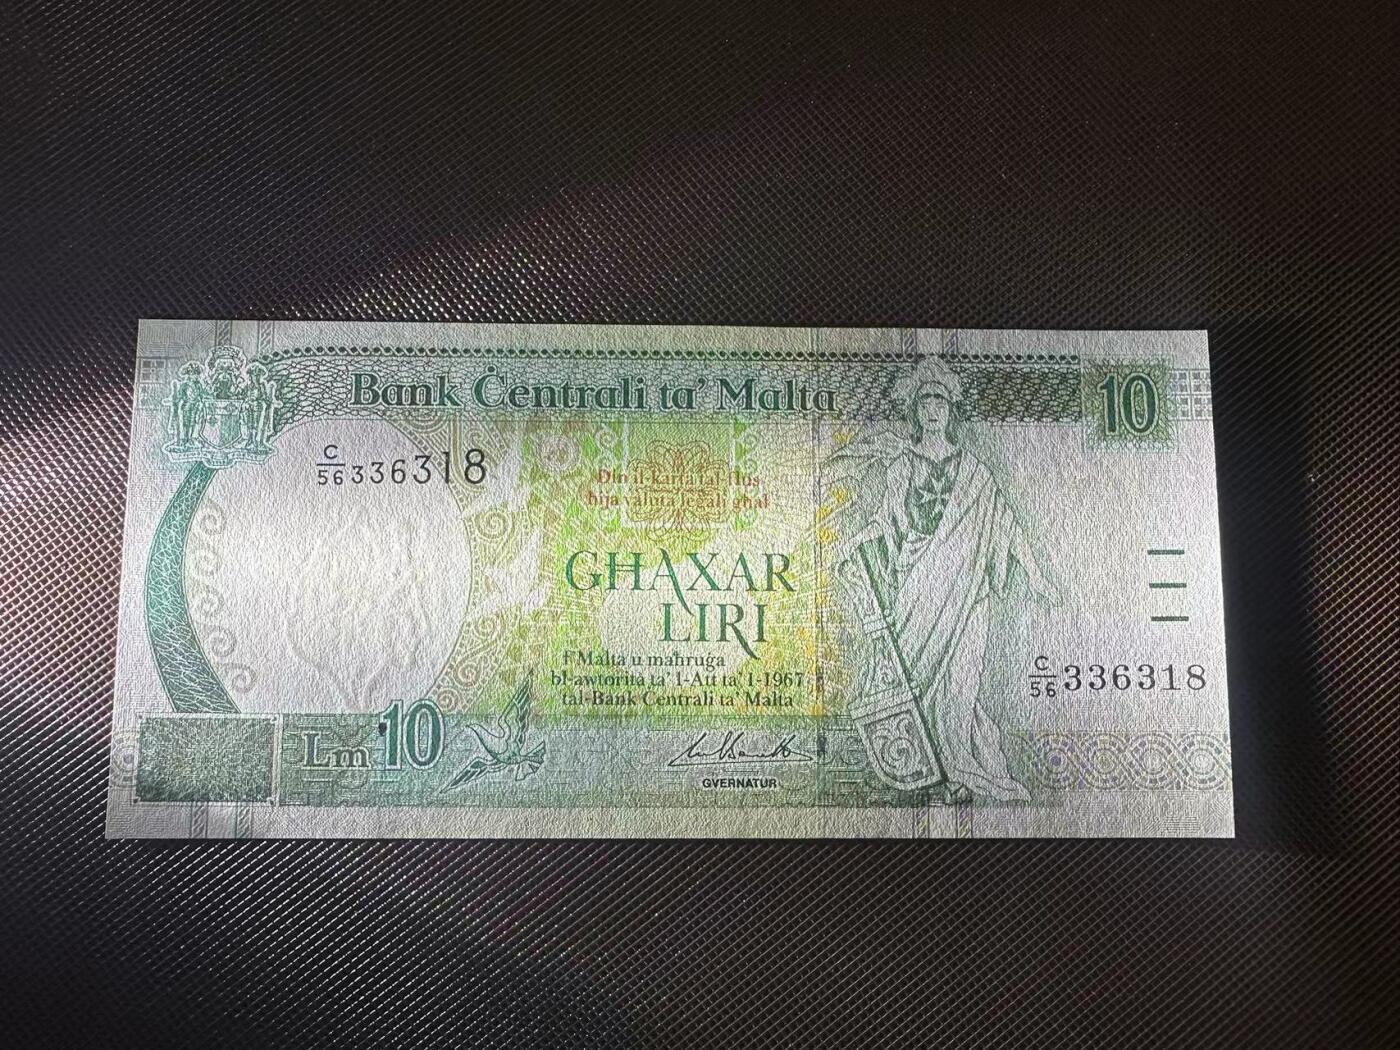 Bank Ċentrali ta' Malta
10
C/56 336318
Din il-karta tal-flus
hija valuta legali għal
GĦAXAR
LIRI
f'Malta u maħruġa
bl-awtorità ta' l-Att ta' l-1967
tal-Bank Ċentrali ta' Malta
C/56 336318
Lm 10
GVERNATUR